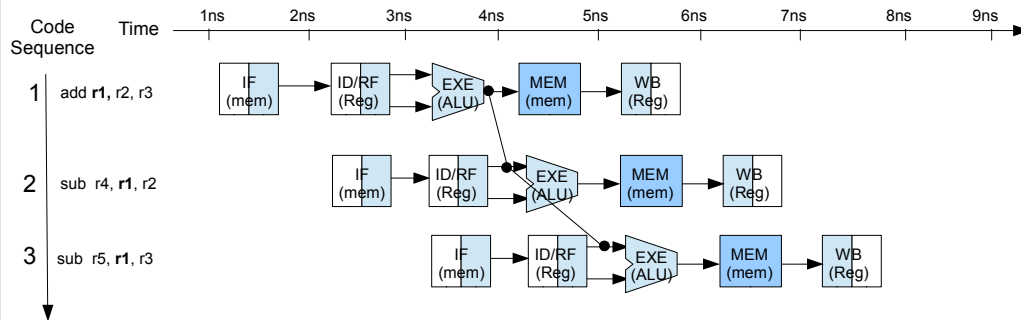 1ns 2ns 3ns 4ns 5ns 6ns 7ns 8ns 9ns
Code Time
Sequence
1 add r1, r2, r3
IF ID/RF EXE MEM WB
(mem) (Reg) (ALU) (mem) (Reg)
2 sub r4, r1, r2
IF ID/RF EXE MEM WB
(mem) (Reg) (ALU) (mem) (Reg)
3 sub r5, r1, r3
IF ID/RF EXE MEM WB
(mem) (Reg) (ALU) (mem) (Reg)